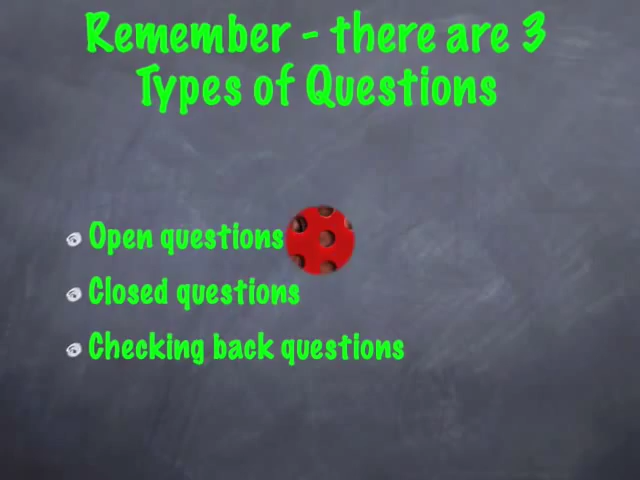 Remember - there are 3
Types of Questions
Open questions
Closed questions
Checking back questions